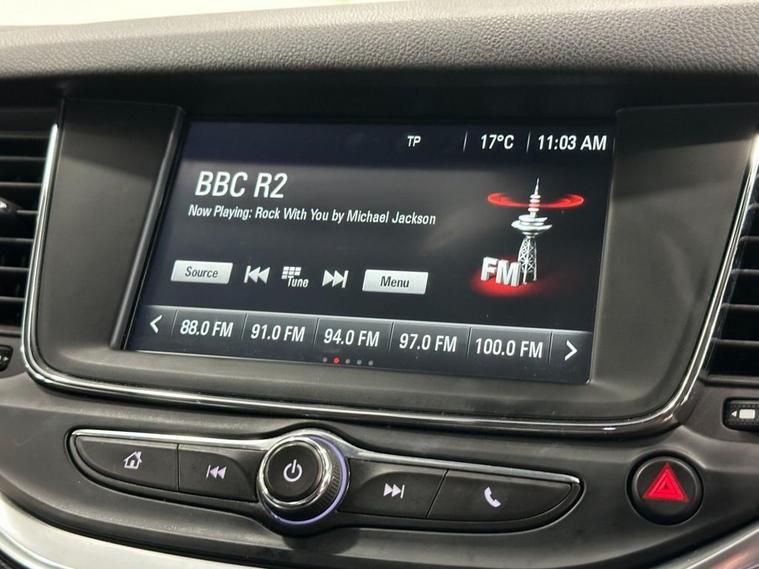 TP 17°C 11:03 AM
BBC R2
Now Playing: Rock With You by Michael Jackson
FM
Source Tune Menu
88.0 FM 91.0 FM 94.0 FM 97.0 FM 100.0 FM